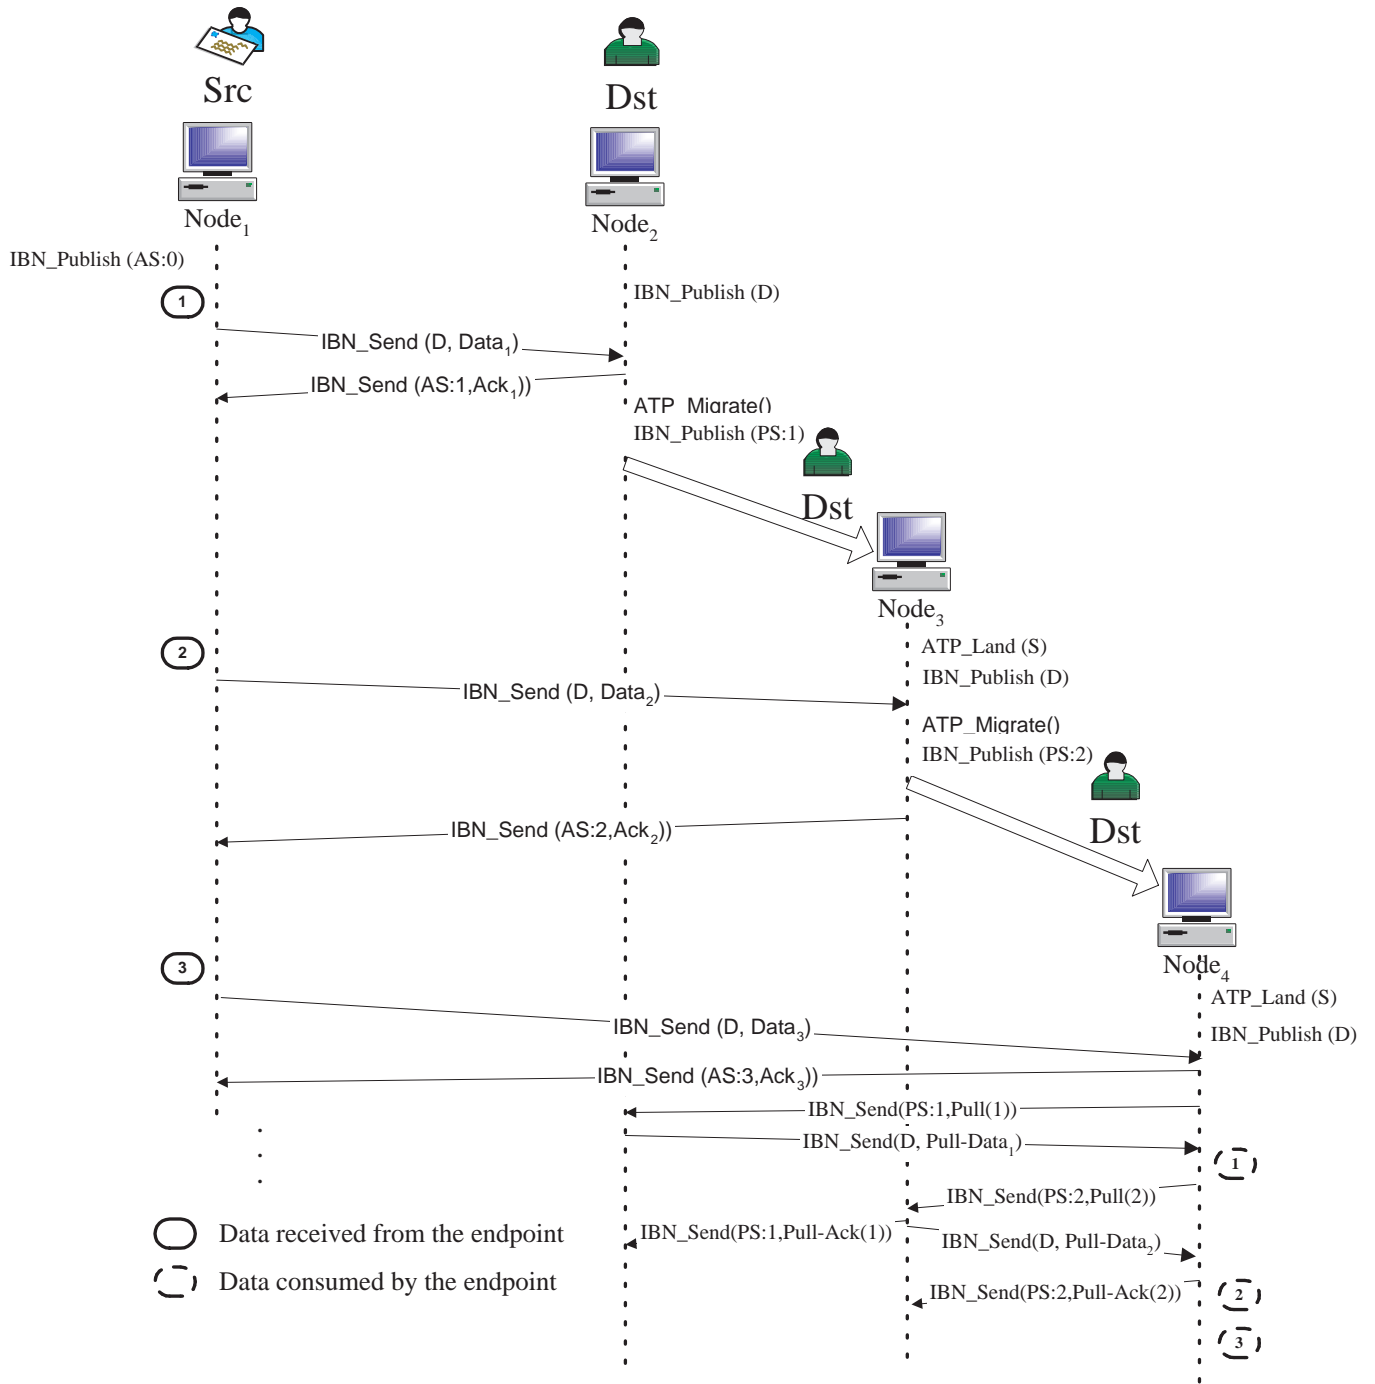 Src
Dst
Node1
Node2
IBN_Publish (AS:0)
1
IBN_Publish (D)
IBN_Send (D, Data1)
IBN_Send (AS:1,Ack1))
ATP_Migrate()
IBN_Publish (PS:1)
Dst
Node3
2
ATP_Land (S)
IBN_Publish (D)
IBN_Send (D, Data2)
ATP_Migrate()
IBN_Publish (PS:2)
IBN_Send (AS:2,Ack2))
Dst
3
Node4
ATP_Land (S)
IBN_Send (D, Data3)
IBN_Publish (D)
IBN_Send (AS:3,Ack3))
IBN_Send(PS:1,Pull(1))
IBN_Send(D, Pull-Data1)
1
IBN_Send(PS:2,Pull(2))
IBN_Send(PS:1,Pull-Ack(1))
IBN_Send(D, Pull-Data2)
Data received from the endpoint
Data consumed by the endpoint
IBN_Send(PS:2,Pull-Ack(2))
2
3